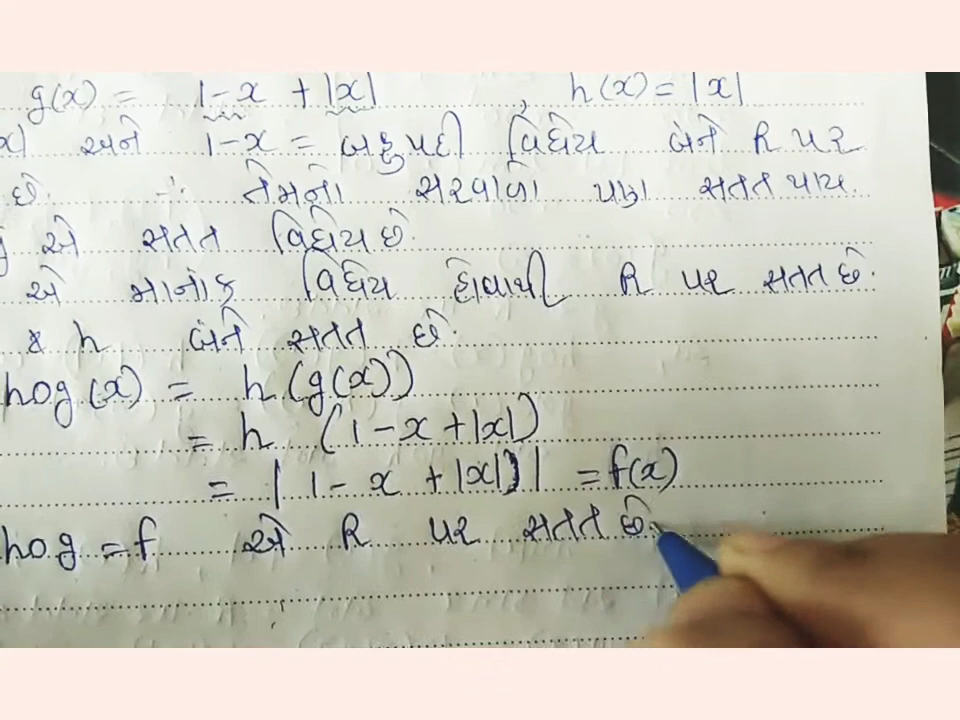 g(x) = 1-x + |x| , h(x) = |x|
x| અને 1-x = બહુપદી વિધેય બંને R પર
છે. ∴ તેમનો સરવાળો પણ સતત થાય.
g એ સતત વિધેય છે.
એ માનાંક વિધેય હોવાથી R પર સતત છે.
& h બંને સતત છે.
hog(x) = h(g(x))
= h (1-x+|x|)
= |1-x+|x|)| = f(x)
hog = f એ R પર સતત છે.